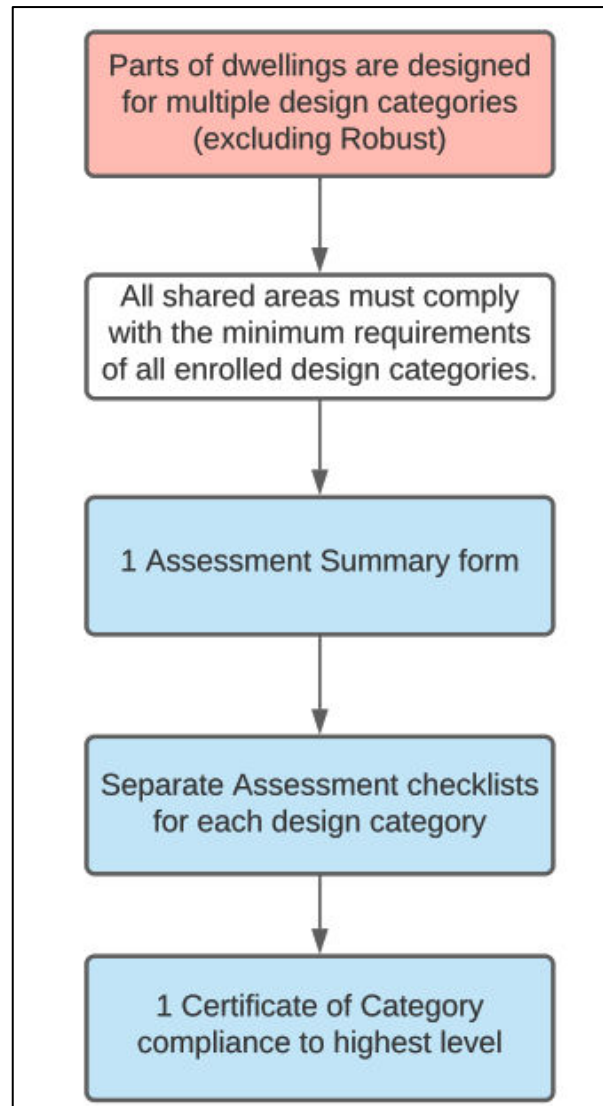 Parts of dwellings are designed
for multiple design categories
(excluding Robust)
All shared areas must comply
with the minimum requirements
of all enrolled design categories.
1 Assessment Summary form
Separate Assessment checklists
for each design category
1 Certificate of Category
compliance to highest level